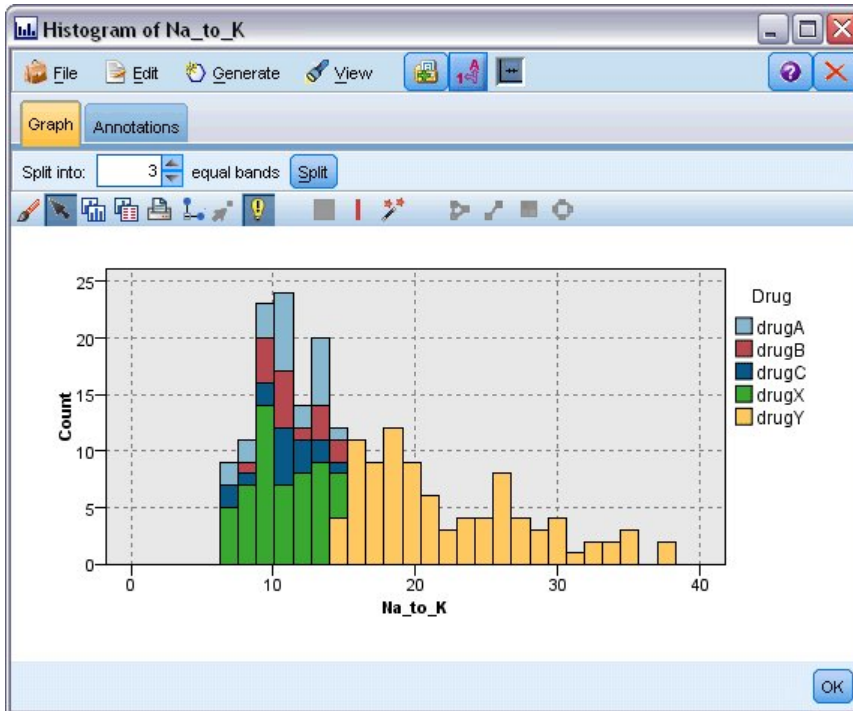 Histogram of Na_to_K
File Edit Generate View
Graph Annotations
Split into: 3 equal bands Split
25
20
15
10
5
0
Count
0 10 20 30 40
Na_to_K
Drug
drugA
drugB
drugC
drugX
drugY
OK